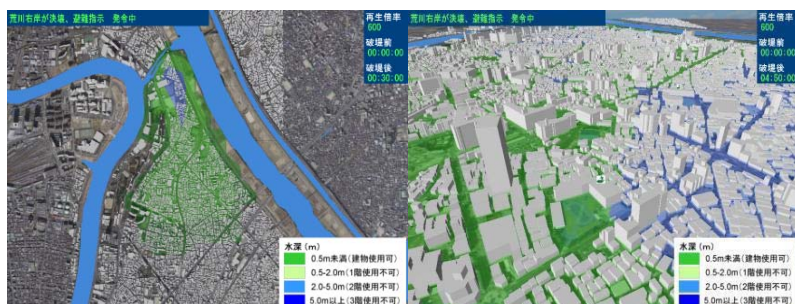 荒川右岸が決壊、避難指示 発令中
再生倍率
600
破堤前
00:00:00
破堤後
00:30:00
水深(m)
0.5m未満(建物使用可)
0.5-2.0m(1階使用不可)
2.0-5.0m(2階使用不可)
5.0m以上(3階使用不可)
荒川右岸が決壊、避難指示 発令中
再生倍率
600
破堤前
00:00:00
破堤後
04:50:00
水深(m)
0.5m未満(建物使用可)
0.5-2.0m(1階使用不可)
2.0-5.0m(2階使用不可)
5.0m以上(3階使用不可)